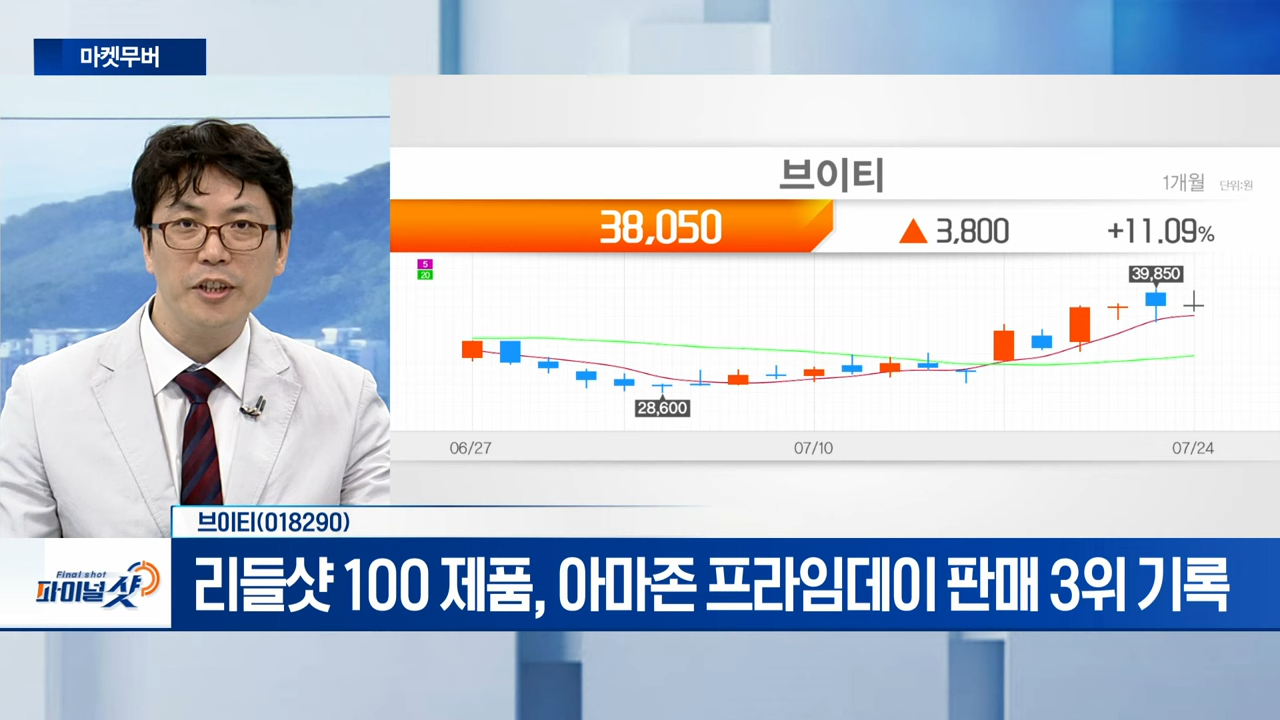 마켓무버
브이티
1개월 단위:원
38,050 ▲ 3,800 +11.09%
5
20
39,850
28,600
06/27 07/10 07/24
브이티(018290)
Final shot
파이널샷
리들샷 100 제품, 아마존 프라임데이 판매 3위 기록